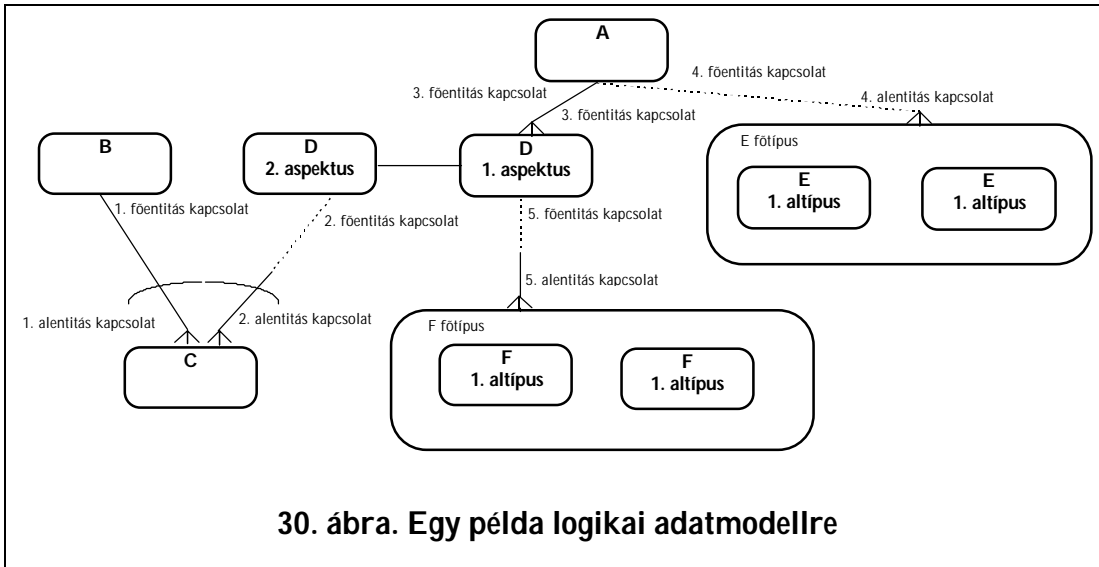 A
4. főentitás kapcsolat
3. főentitás kapcsolat
4. alentitás kapcsolat
3. főentitás kapcsolat
B
D
2. aspektus
D
1. aspektus
E főtípus
E
1. altípus
E
1. altípus
1. főentitás kapcsolat
2. főentitás kapcsolat
5. főentitás kapcsolat
5. alentitás kapcsolat
1. alentitás kapcsolat
2. alentitás kapcsolat
C
F főtípus
F
1. altípus
F
1. altípus
30. ábra. Egy példa logikai adatmodellre